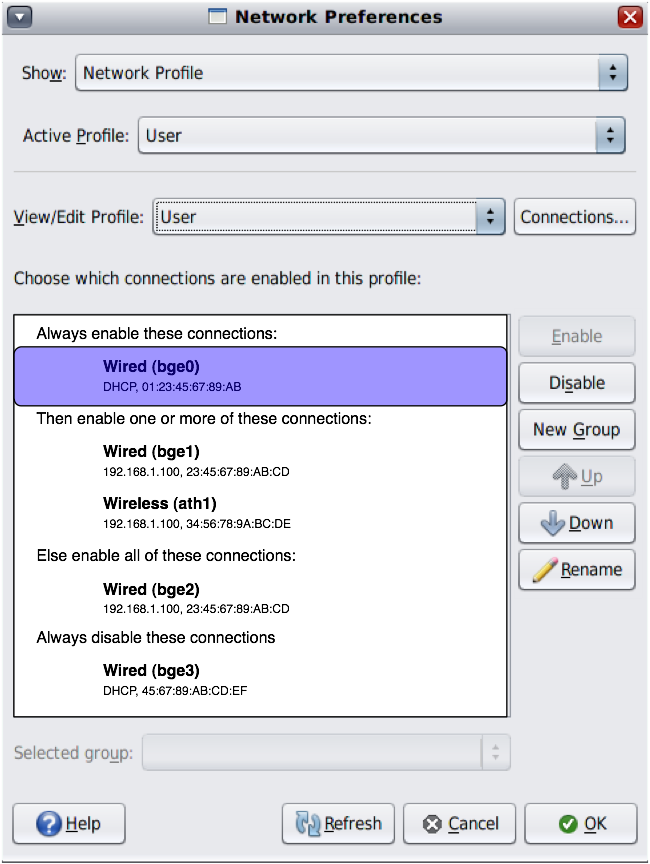 Network Preferences
Show: Network Profile
Active Profile: User
View/Edit Profile: User Connections...
Choose which connections are enabled in this profile:
Always enable these connections:
Wired (bge0)
DHCP, 01:23:45:67:89:AB
Then enable one or more of these connections:
Wired (bge1)
192.168.1.100, 23:45:67:89:AB:CD
Wireless (ath1)
192.168.1.100, 34:56:78:9A:BC:DE
Else enable all of these connections:
Wired (bge2)
192.168.1.100, 23:45:67:89:AB:CD
Always disable these connections
Wired (bge3)
DHCP, 45:67:89:AB:CD:EF
Enable
Disable
New Group
Up
Down
Rename
Selected group:
Help Refresh Cancel OK